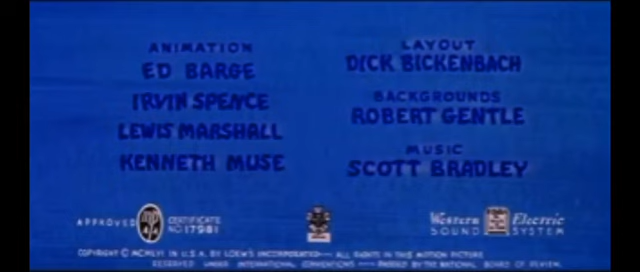 ANIMATION
ED BARGE
IRVIN SPENCE
LEWIS MARSHALL
KENNETH MUSE
LAYOUT
DICK BICKENBACH
BACKGROUNDS
ROBERT GENTLE
MUSIC
SCOTT BRADLEY
APPROVED
CERTIFICATE
NO 17981
Western Electric
SOUND SYSTEM
COPYRIGHT © MCMLVI IN U.S.A. BY LOEW'S INCORPORATED — ALL RIGHTS IN THIS MOTION PICTURE
RESERVED UNDER INTERNATIONAL CONVENTIONS — PASSED BY THE NATIONAL BOARD OF REVIEW.